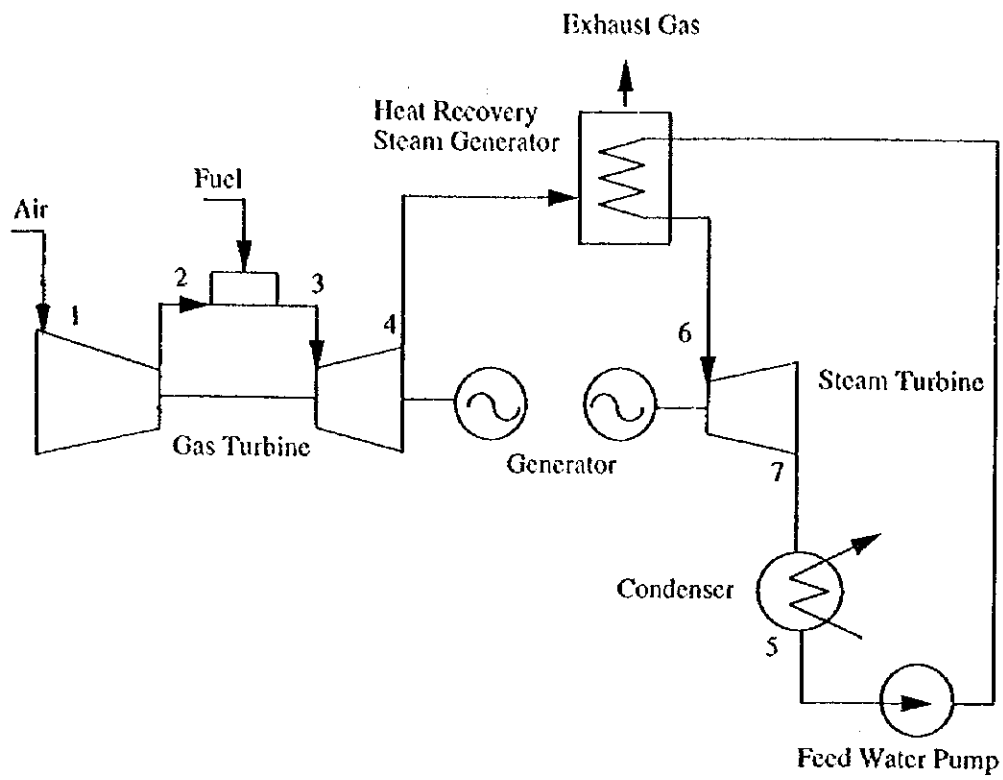 Exhaust Gas
Heat Recovery
Steam Generator
Fuel
Air
1
2
3
4
6
Steam Turbine
Gas Turbine
Generator
7
Condenser
5
Feed Water Pump